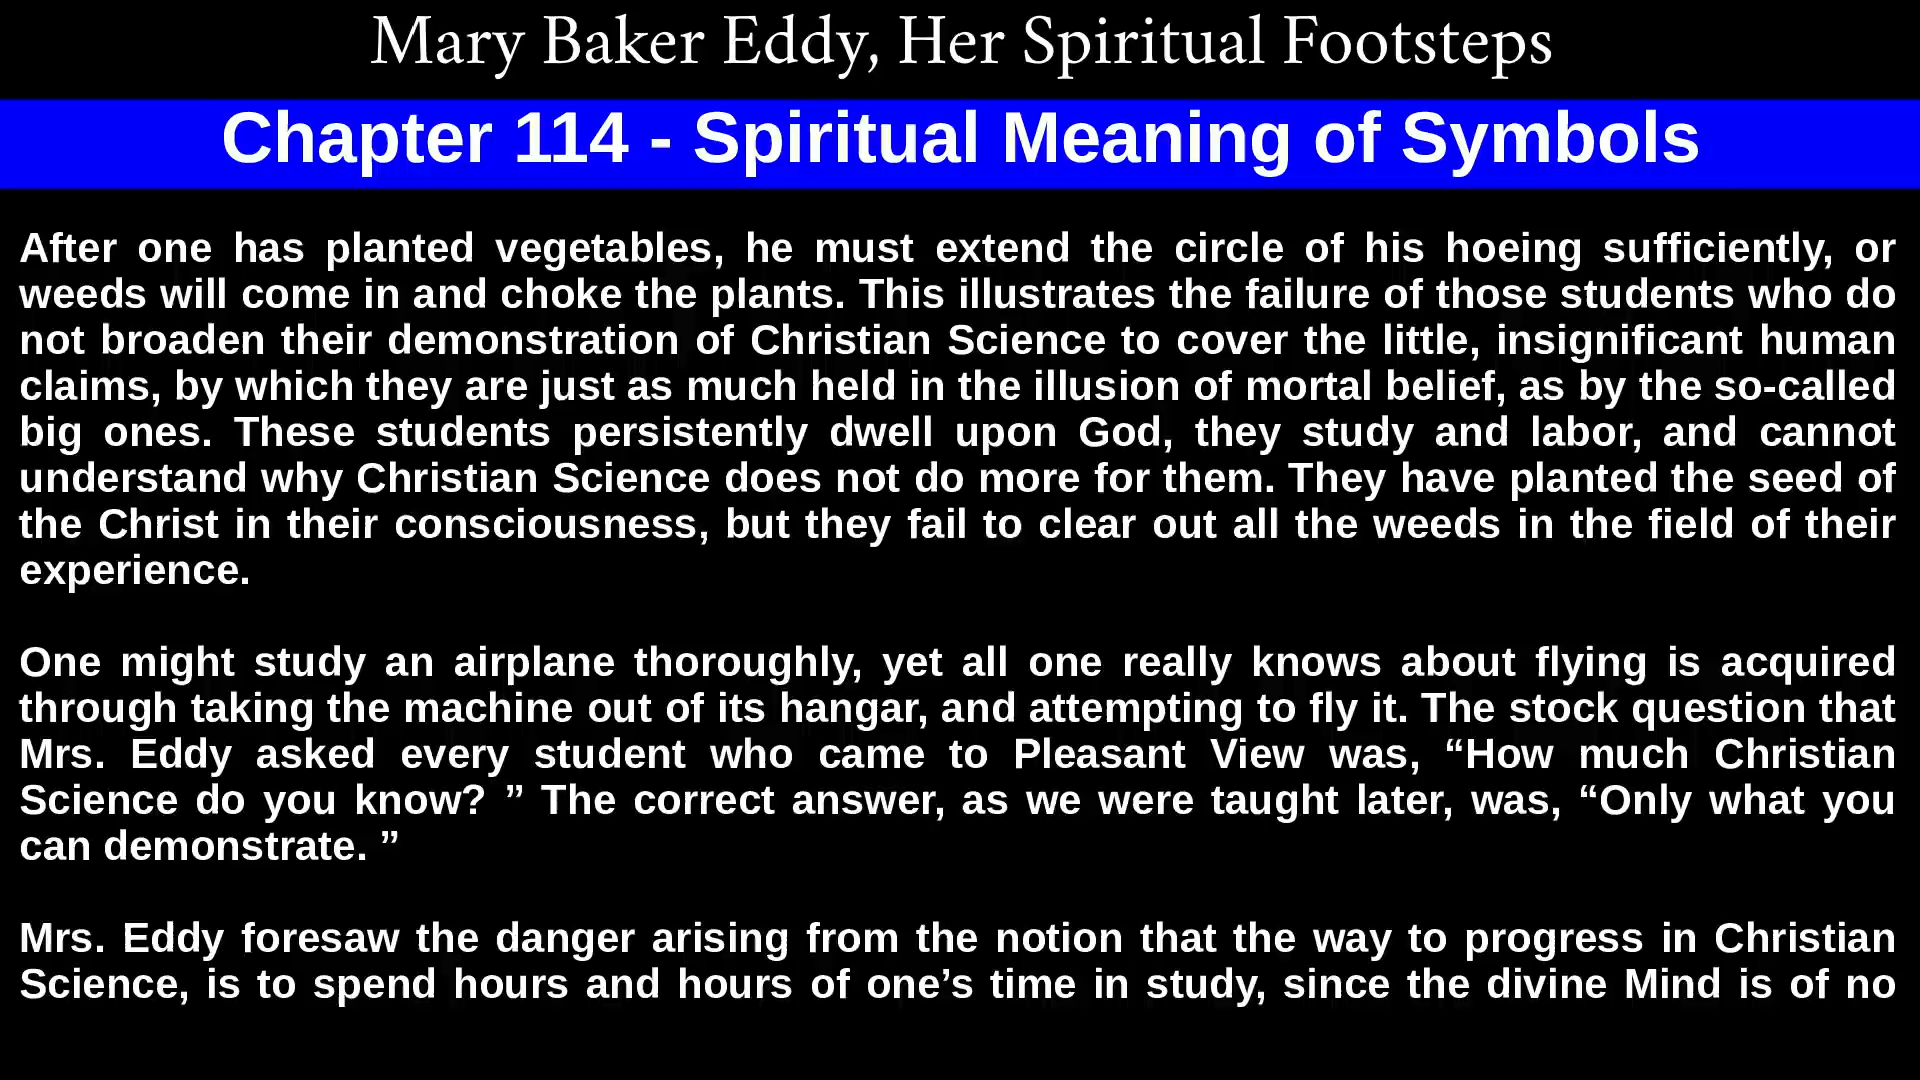 Mary Baker Eddy, Her Spiritual Footsteps
Chapter 114 - Spiritual Meaning of Symbols
After one has planted vegetables, he must extend the circle of his hoeing sufficiently, or
weeds will come in and choke the plants. This illustrates the failure of those students who do
not broaden their demonstration of Christian Science to cover the little, insignificant human
claims, by which they are just as much held in the illusion of mortal belief, as by the so-called
big ones. These students persistently dwell upon God, they study and labor, and cannot
understand why Christian Science does not do more for them. They have planted the seed of
the Christ in their consciousness, but they fail to clear out all the weeds in the field of their
experience.
One might study an airplane thoroughly, yet all one really knows about flying is acquired
through taking the machine out of its hangar, and attempting to fly it. The stock question that
Mrs. Eddy asked every student who came to Pleasant View was, “How much Christian
Science do you know? ” The correct answer, as we were taught later, was, “Only what you
can demonstrate. ”
Mrs. Eddy foresaw the danger arising from the notion that the way to progress in Christian
Science, is to spend hours and hours of one’s time in study, since the divine Mind is of no